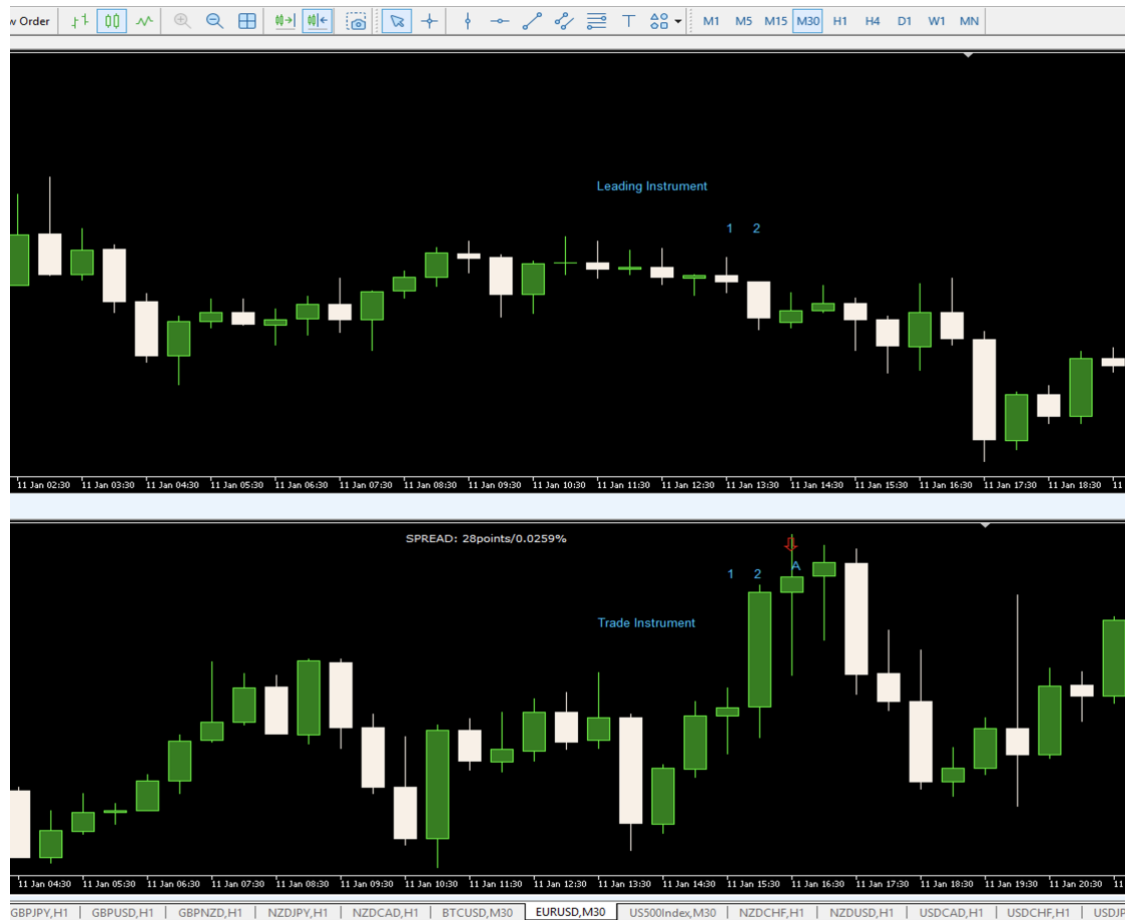 w Order T M1 M5 M15 M30 H1 H4 D1 W1 MN
Leading Instrument
1 2
11 Jan 02:30 11 Jan 03:30 11 Jan 04:30 11 Jan 05:30 11 Jan 06:30 11 Jan 07:30 11 Jan 08:30 11 Jan 09:30 11 Jan 10:30 11 Jan 11:30 11 Jan 12:30 11 Jan 13:30 11 Jan 14:30 11 Jan 15:30 11 Jan 16:30 11 Jan 17:30 11 Jan 18:30 11
SPREAD: 28points/0.0259%
A
1 2
Trade Instrument
11 Jan 04:30 11 Jan 05:30 11 Jan 06:30 11 Jan 07:30 11 Jan 08:30 11 Jan 09:30 11 Jan 10:30 11 Jan 11:30 11 Jan 12:30 11 Jan 13:30 11 Jan 14:30 11 Jan 15:30 11 Jan 16:30 11 Jan 17:30 11 Jan 18:30 11 Jan 19:30 11 Jan 20:30 11
GBPJPY,H1 | GBPUSD,H1 | GBPNZD,H1 | NZDJPY,H1 | NZDCAD,H1 | BTCUSD,M30 | EURUSD,M30 | US500Index,M30 | NZDCHF,H1 | NZDUSD,H1 | USDCAD,H1 | USDCHF,H1 | USDJP